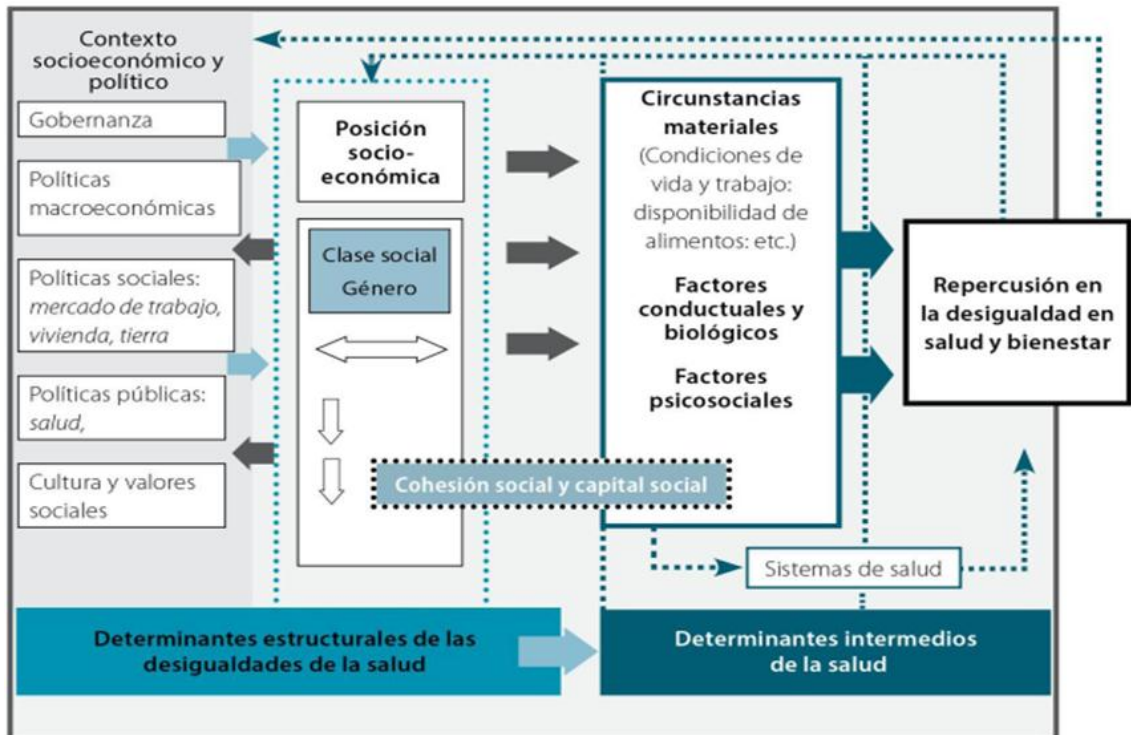 Contexto
socioeconómico y
político
Gobernanza
Políticas
macroeconómicas
Políticas sociales:
mercado de trabajo,
vivienda, tierra
Políticas públicas:
salud,
Cultura y valores
sociales
Posición
socio-
económica
Clase social
Género
Cohesión social y capital social
Circunstancias
materiales
(Condiciones de
vida y trabajo:
disponibilidad de
alimentos: etc.)
Factores
conductuales y
biológicos
Factores
psicosociales
Sistemas de salud
Repercusión en
la desigualdad en
salud y bienestar
Determinantes estructurales de las
desigualdades de la salud
Determinantes intermedios
de la salud